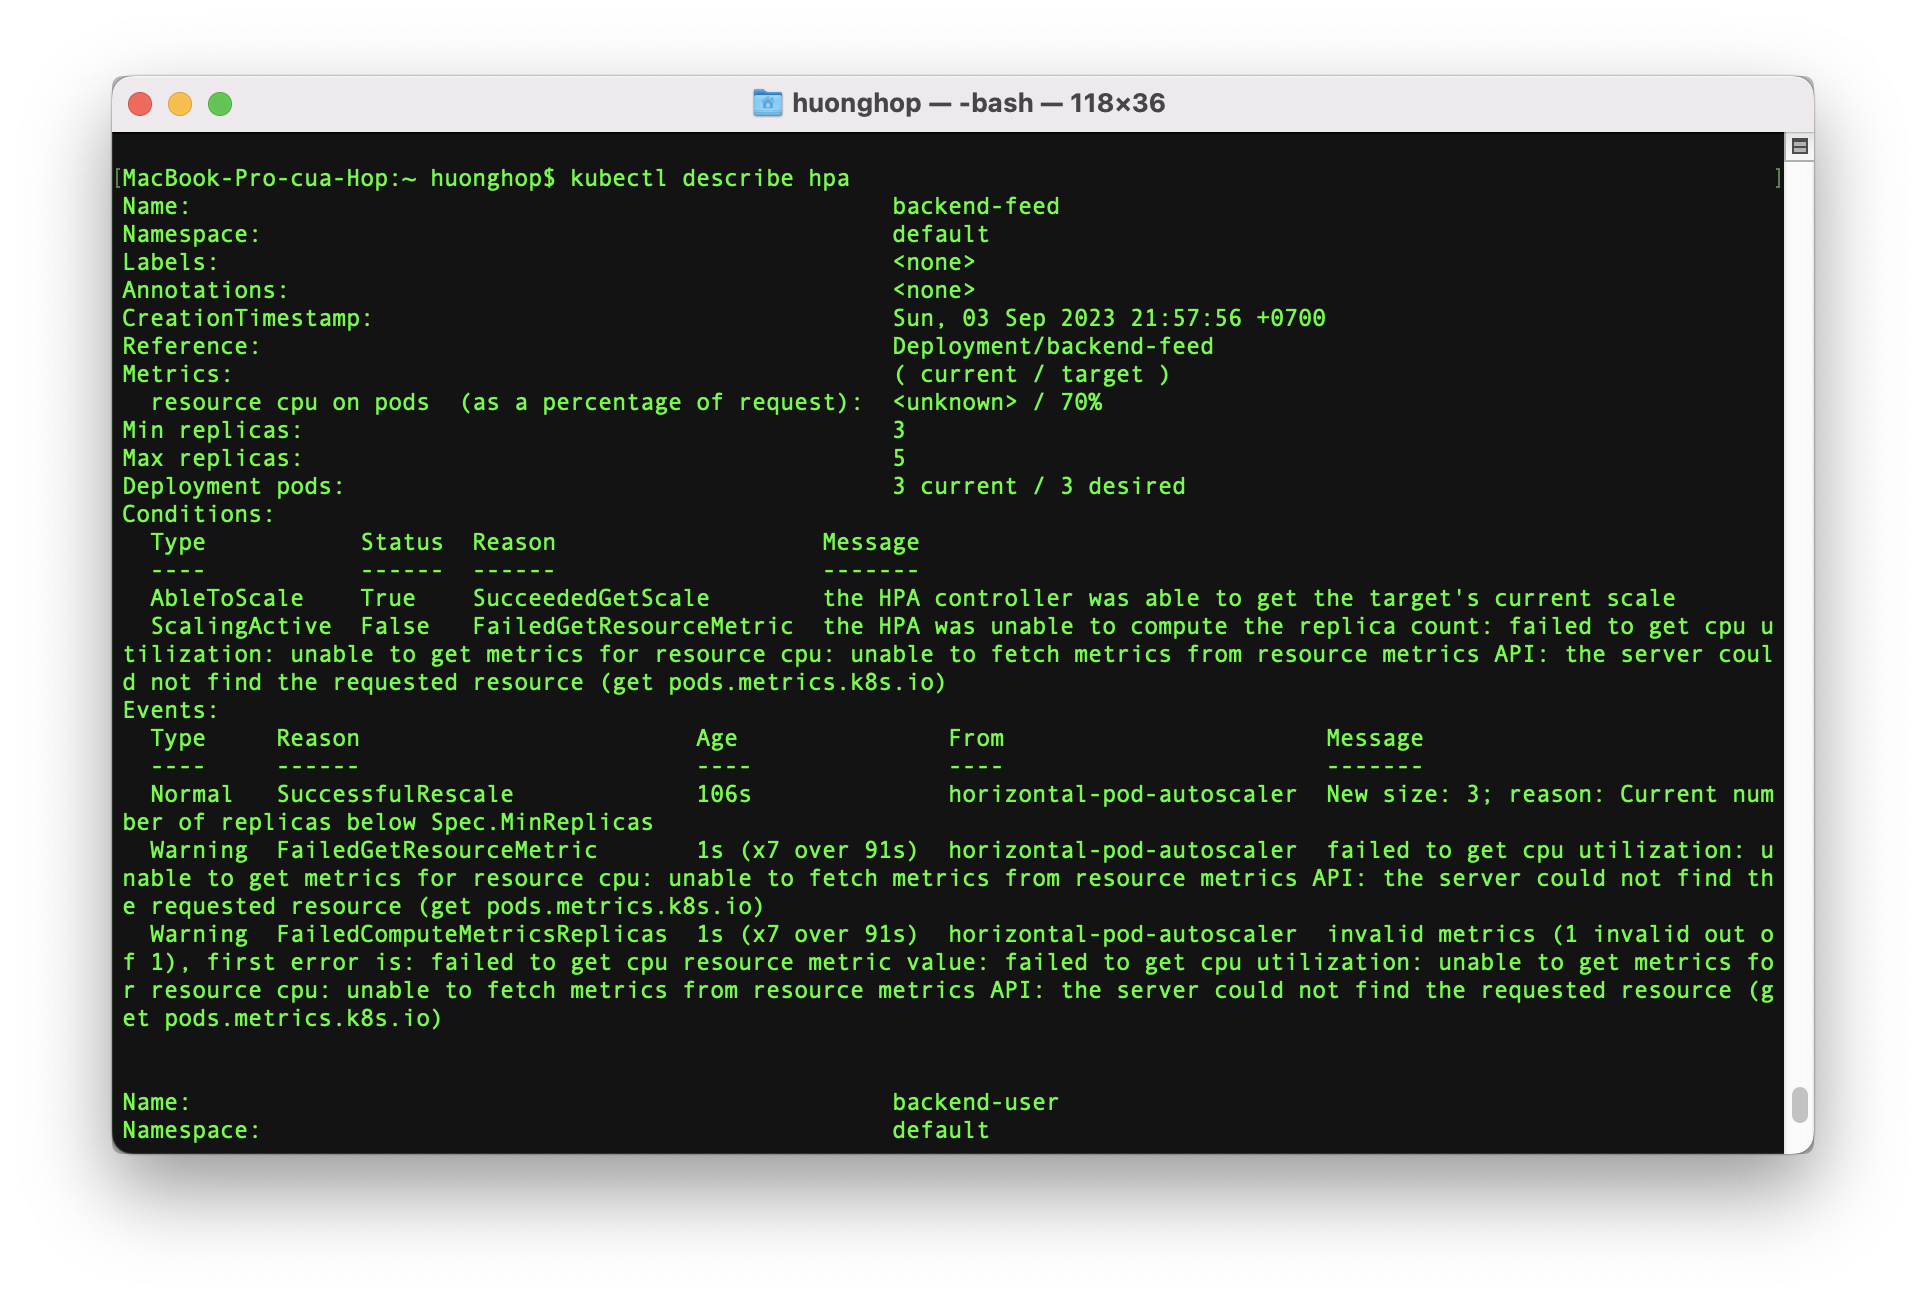 huonghop — -bash — 118×36
[MacBook-Pro-cua-Hop:~ huonghop$ kubectl describe hpa ]
Name: backend-feed
Namespace: default
Labels: <none>
Annotations: <none>
CreationTimestamp: Sun, 03 Sep 2023 21:57:56 +0700
Reference: Deployment/backend-feed
Metrics: ( current / target )
  resource cpu on pods  (as a percentage of request):  <unknown> / 70%
Min replicas: 3
Max replicas: 5
Deployment pods: 3 current / 3 desired
Conditions:
  Type           Status  Reason                   Message
  ----           ------  ------                   -------
  AbleToScale    True    SucceededGetScale        the HPA controller was able to get the target's current scale
  ScalingActive  False   FailedGetResourceMetric  the HPA was unable to compute the replica count: failed to get cpu u
tilization: unable to get metrics for resource cpu: unable to fetch metrics from resource metrics API: the server coul
d not find the requested resource (get pods.metrics.k8s.io)
Events:
  Type     Reason                        Age               From                       Message
  ----     ------                        ----              ----                       -------
  Normal   SuccessfulRescale             106s              horizontal-pod-autoscaler  New size: 3; reason: Current num
ber of replicas below Spec.MinReplicas
  Warning  FailedGetResourceMetric       1s (x7 over 91s)  horizontal-pod-autoscaler  failed to get cpu utilization: u
nable to get metrics for resource cpu: unable to fetch metrics from resource metrics API: the server could not find th
e requested resource (get pods.metrics.k8s.io)
  Warning  FailedComputeMetricsReplicas  1s (x7 over 91s)  horizontal-pod-autoscaler  invalid metrics (1 invalid out o
f 1), first error is: failed to get cpu resource metric value: failed to get cpu utilization: unable to get metrics fo
r resource cpu: unable to fetch metrics from resource metrics API: the server could not find the requested resource (g
et pods.metrics.k8s.io)
Name: backend-user
Namespace: default